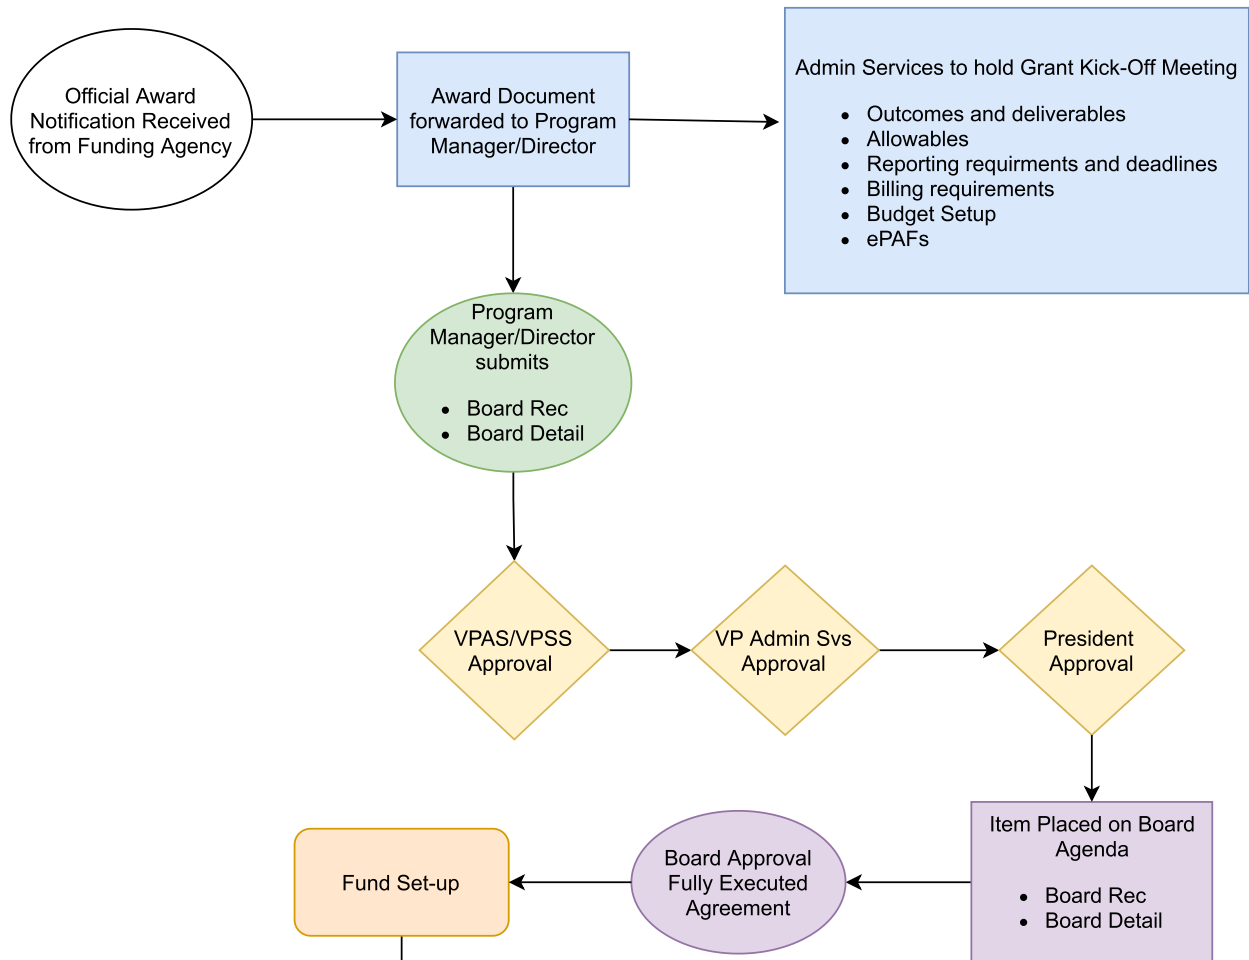 Official Award
Notification Received
from Funding Agency
Award Document
forwarded to Program
Manager/Director
Admin Services to hold Grant Kick-Off Meeting
• Outcomes and deliverables
• Allowables
• Reporting requirments and deadlines
• Billing requirements
• Budget Setup
• ePAFs
Program
Manager/Director
submits
• Board Rec
• Board Detail
VPAS/VPSS
Approval
VP Admin Svs
Approval
President
Approval
Item Placed on Board
Agenda
• Board Rec
• Board Detail
Board Approval
Fully Executed
Agreement
Fund Set-up